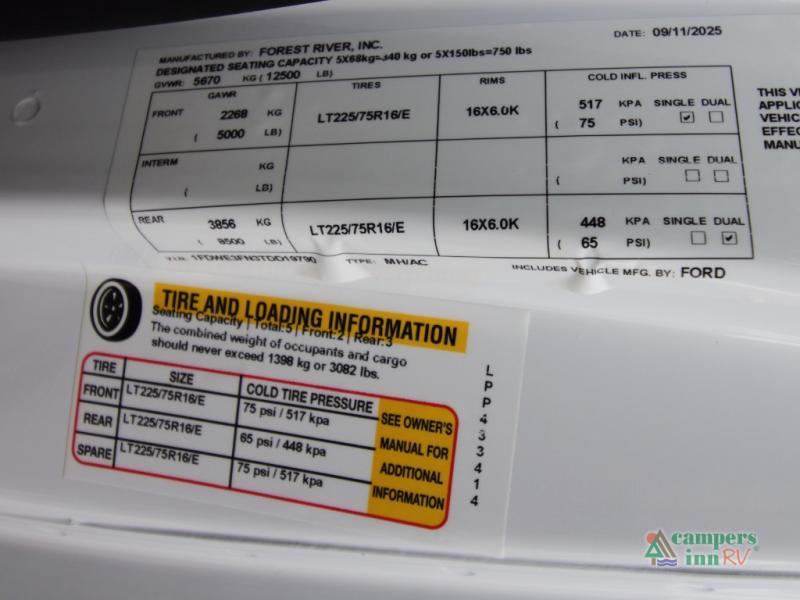 MANUFACTURED BY: FOREST RIVER, INC. DATE: 09/11/2025
DESIGNATED SEATING CAPACITY 5X68kg=340 kg or 5X150lbs=750 lbs
GVWR: 5670 KG ( 12500 LB)
GAWR TIRES RIMS COLD INFL. PRESS
FRONT 2268 KG LT225/75R16/E 16X6.0K 517 KPA SINGLE DUAL
( 5000 LB) ( 75 PSI)
INTERM KG KPA SINGLE DUAL
( LB) ( PSI)
REAR 3856 KG LT225/75R16/E 16X6.0K 448 KPA SINGLE DUAL
( 8500 LB) ( 65 PSI)
V.I.N. 1FDWE3FN3TDD19790 TYPE: MH/AC INCLUDES VEHICLE MFG. BY: FORD
THIS VE
APPLIC
VEHIC
EFFEC
MANU
TIRE AND LOADING INFORMATION
Seating Capacity | Total:5 | Front:2 | Rear:3
The combined weight of occupants and cargo
should never exceed 1398 kg or 3082 lbs.
TIRE SIZE COLD TIRE PRESSURE
FRONT LT225/75R16/E 75 psi / 517 kpa
REAR LT225/75R16/E 65 psi / 448 kpa
SPARE LT225/75R16/E 75 psi / 517 kpa
SEE OWNER'S
MANUAL FOR
ADDITIONAL
INFORMATION
LPP433414
campers
inn RV